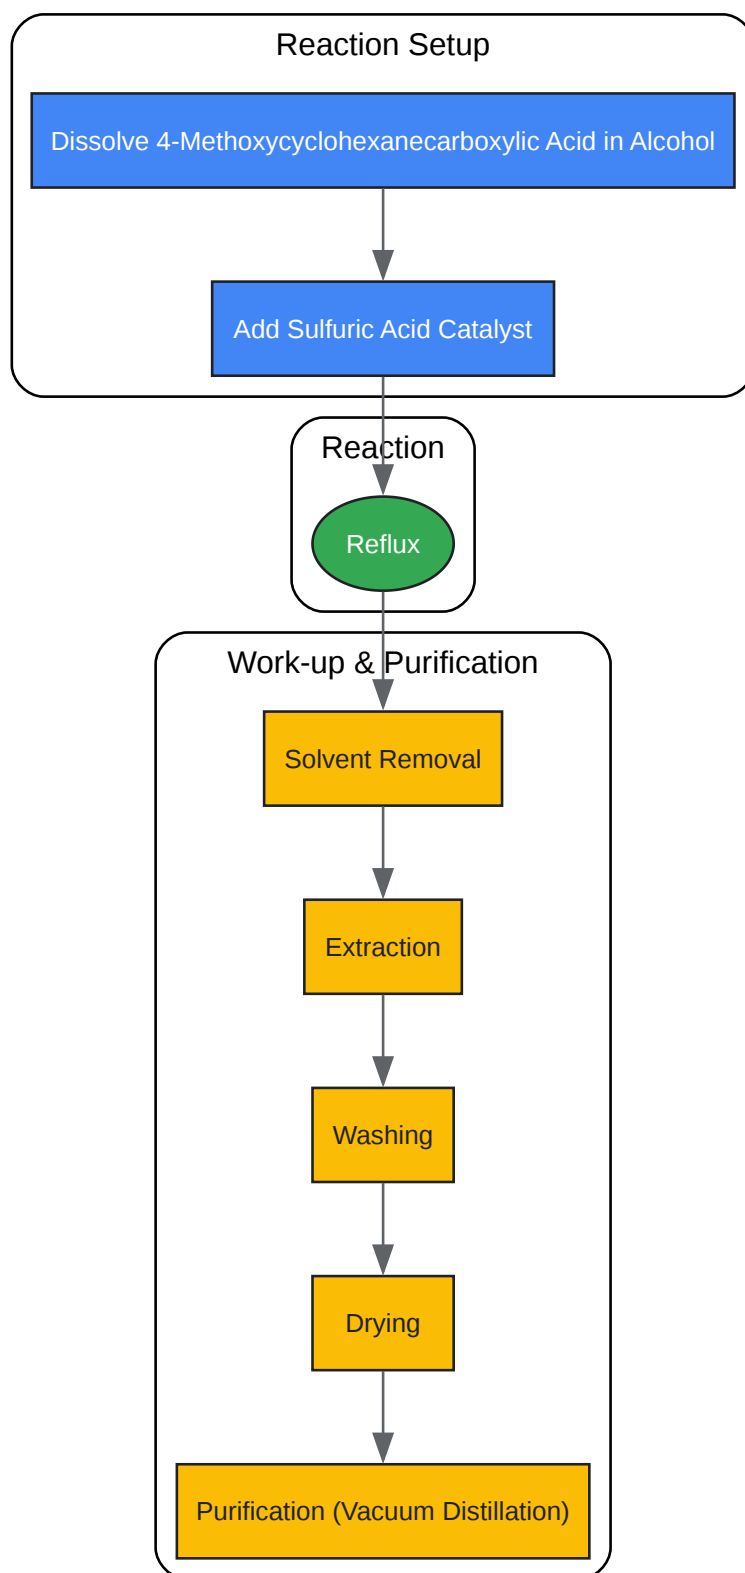 Reaction Setup
Dissolve 4-Methoxycyclohexanecarboxylic Acid in Alcohol
Add Sulfuric Acid Catalyst
Reaction
Reflux
Work-up & Purification
Solvent Removal
Extraction
Washing
Drying
Purification (Vacuum Distillation)